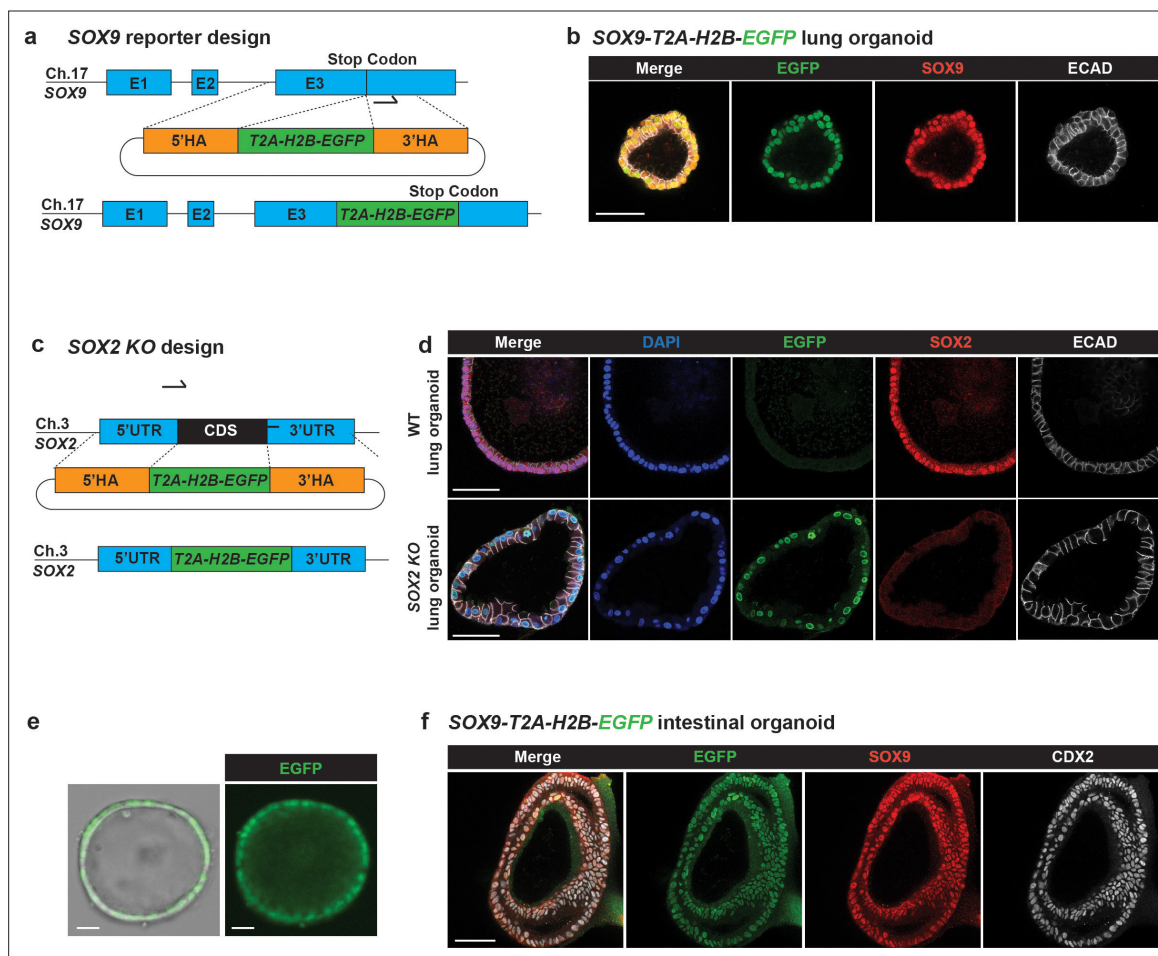 a SOX9 reporter design
Stop Codon
Ch.17
SOX9
E1 E2 E3
5'HA T2A-H2B-EGFP 3'HA
Stop Codon
Ch.17
SOX9
E1 E2 E3 T2A-H2B-EGFP
b SOX9-T2A-H2B-EGFP lung organoid
Merge EGFP SOX9 ECAD
c SOX2 KO design
Ch.3
SOX2
5'UTR CDS 3'UTR
5'HA T2A-H2B-EGFP 3'HA
Ch.3
SOX2
5'UTR T2A-H2B-EGFP 3'UTR
d
Merge DAPI EGFP SOX2 ECAD
WT
lung organoid
SOX2 KO
lung organoid
e
EGFP
f SOX9-T2A-H2B-EGFP intestinal organoid
Merge EGFP SOX9 CDX2